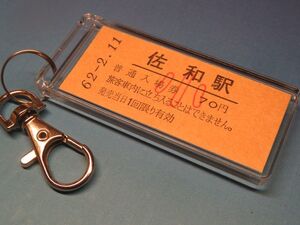 62.-2.11
佐和駅
普通入場券 70円
旅客車内に立ち入ることはできません。
発売当日1回限り有効